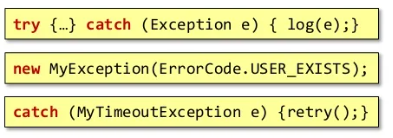 try {…} catch (Exception e) { log(e);}
new MyException(ErrorCode.USER_EXISTS);
catch (MyTimeoutException e) {retry();}